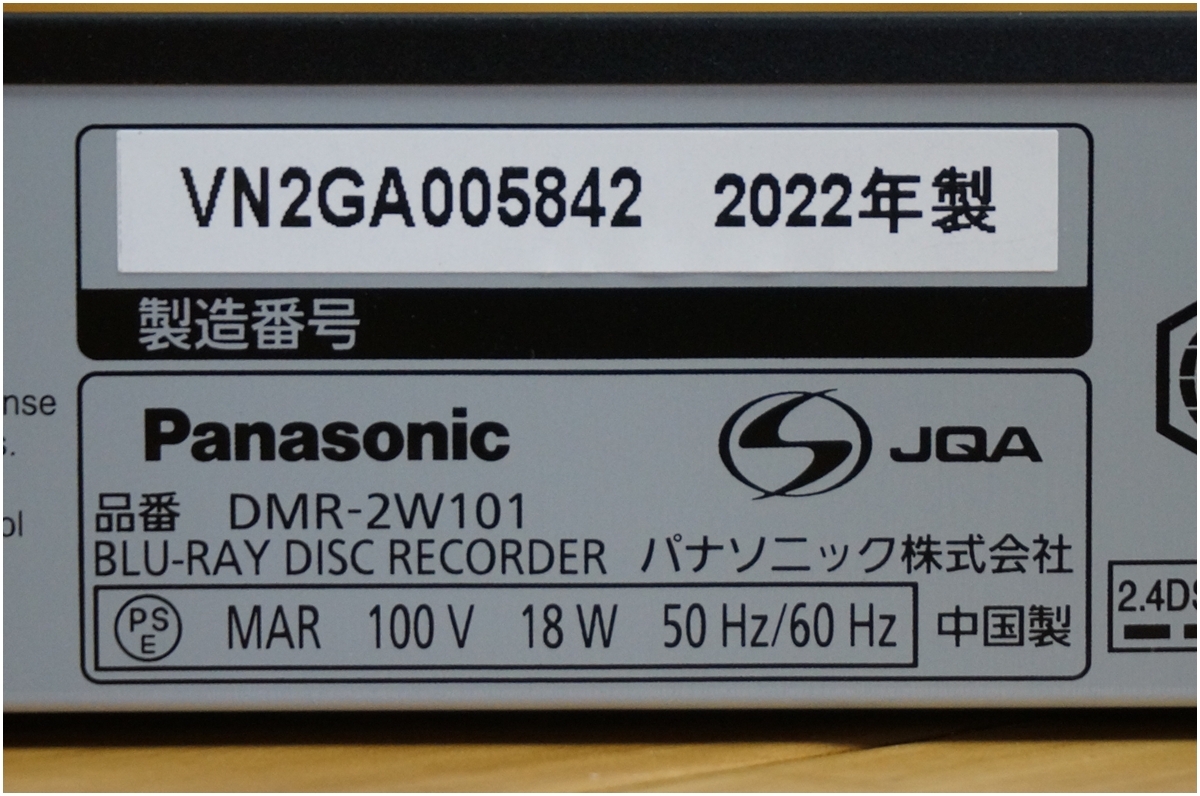 VN2GA005842 2022年製
製造番号
nse
s.
ol
Panasonic
JQA
品番 DMR-2W101
BLU-RAY DISC RECORDER パナソニック株式会社
PS
E
MAR 100 V 18 W 50 Hz/60 Hz 中国製
2.4DS